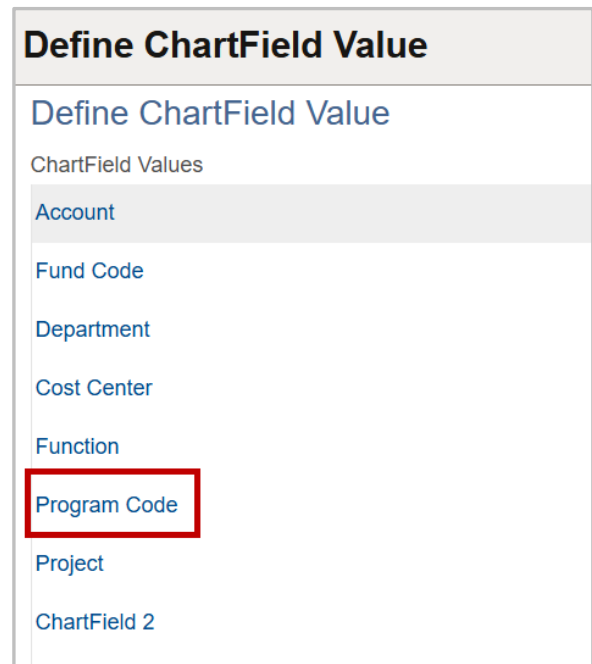 Define ChartField Value
Define ChartField Value
ChartField Values
Account
Fund Code
Department
Cost Center
Function
Program Code
Project
ChartField 2